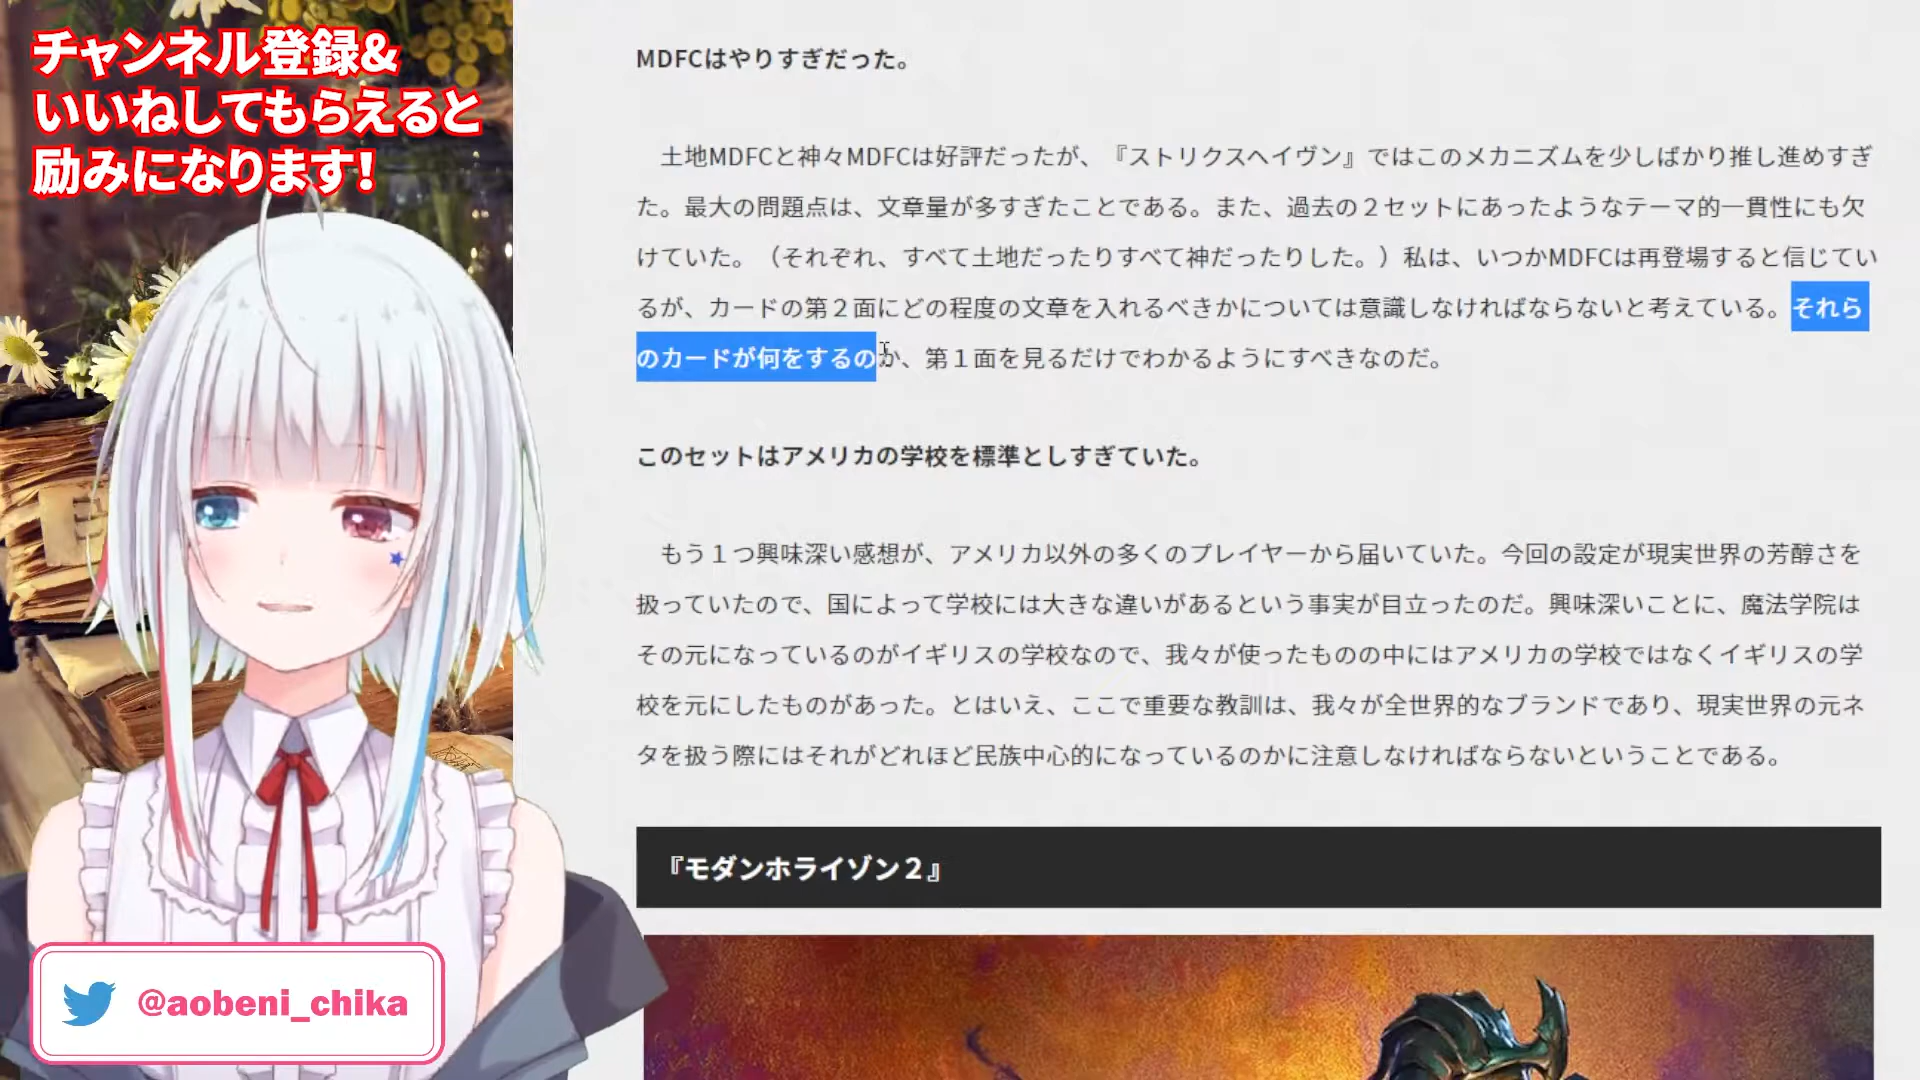 チャンネル登録&
いいねしてもらえると
励みになります!
MDFCはやりすぎだった。
土地MDFCと神々MDFCは好評だったが、『ストリクスヘイヴン』ではこのメカニズムを少しばかり推し進めすぎ
た。最大の問題点は、文章量が多すぎたことである。また、過去の２セットにあったようなテーマ的一貫性にも欠
けていた。（それぞれ、すべて土地だったりすべて神だったりした。）私は、いつかMDFCは再登場すると信じてい
るが、カードの第２面にどの程度の文章を入れるべきかについては意識しなければならないと考えている。それら
のカードが何をするのか、第１面を見るだけでわかるようにすべきなのだ。
このセットはアメリカの学校を標準としすぎていた。
もう１つ興味深い感想が、アメリカ以外の多くのプレイヤーから届いていた。今回の設定が現実世界の芳醇さを
扱っていたので、国によって学校には大きな違いがあるという事実が目立ったのだ。興味深いことに、魔法学院は
その元になっているのがイギリスの学校なので、我々が使ったものの中にはアメリカの学校ではなくイギリスの学
校を元にしたものがあった。とはいえ、ここで重要な教訓は、我々が全世界的なブランドであり、現実世界の元ネ
タを扱う際にはそれがどれほど民族中心的になっているのかに注意しなければならないということである。
『モダンホライゾン２』
@aobeni_chika